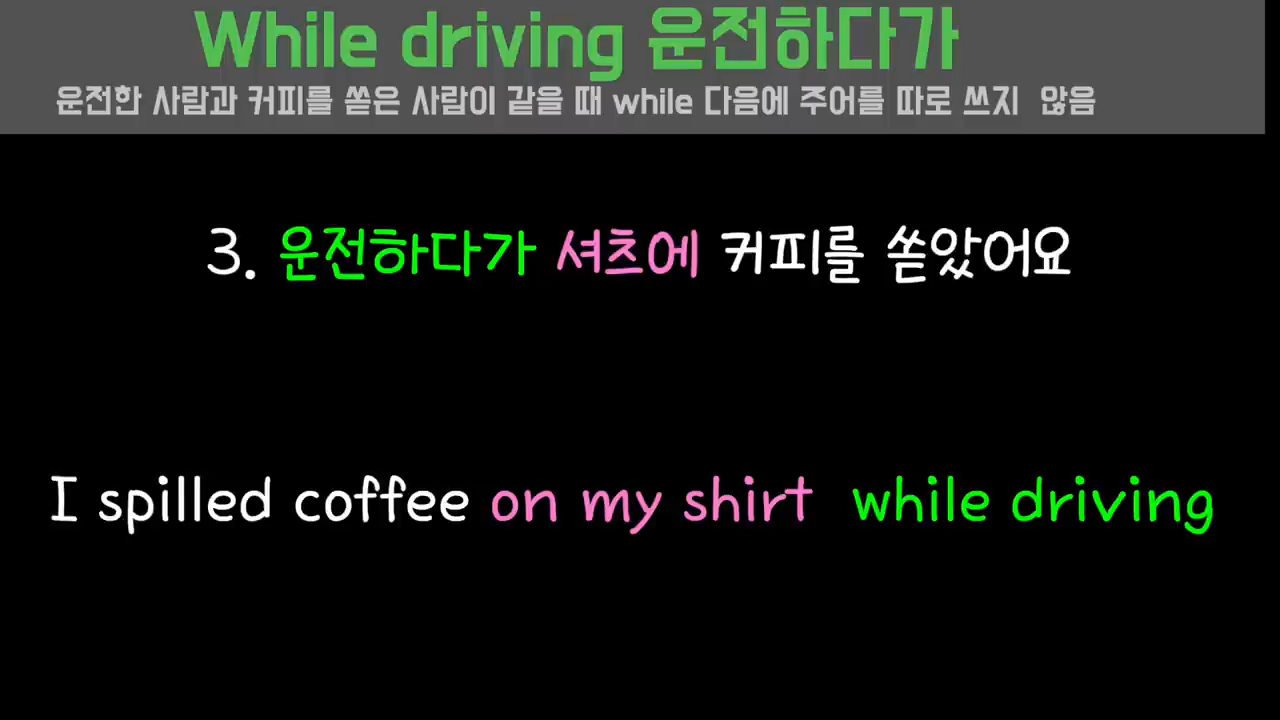 While driving 운전하다가
운전한 사람과 커피를 쏟은 사람이 같을 때 while 다음에 주어를 따로 쓰지 않음
3. 운전하다가 셔츠에 커피를 쏟았어요
I spilled coffee on my shirt while driving